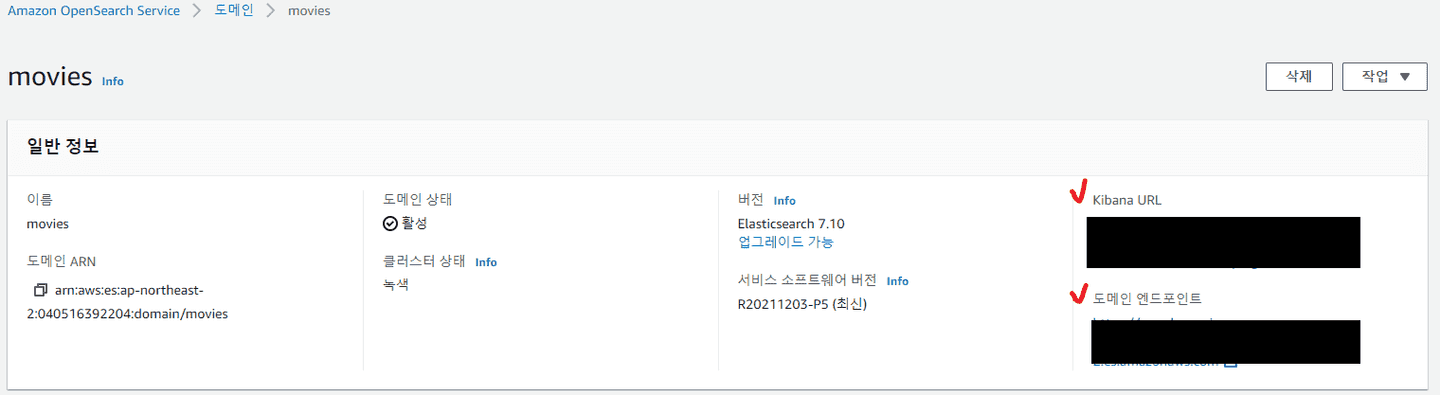 Amazon OpenSearch Service > 도메인 > movies
movies Info
삭제
작업 ▼
일반 정보
이름
movies
도메인 ARN
arn:aws:es:ap-northeast-
2:040516392204:domain/movies
도메인 상태
활성
클러스터 상태 Info
녹색
버전 Info
Elasticsearch 7.10
업그레이드 가능
서비스 소프트웨어 버전 Info
R20211203-P5 (최신)
Kibana URL
도메인 엔드포인트